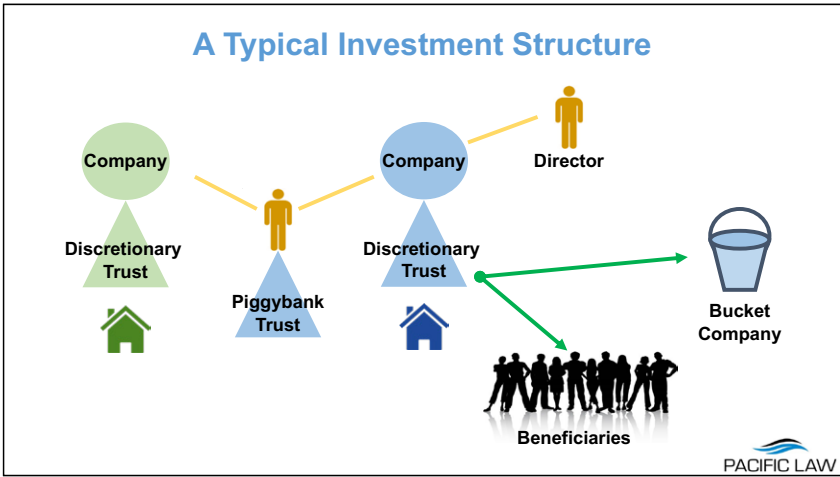 A Typical Investment Structure
Company
Company
Director
Discretionary
Trust
Discretionary
Trust
Piggybank
Trust
Bucket
Company
Beneficiaries
PACIFIC LAW